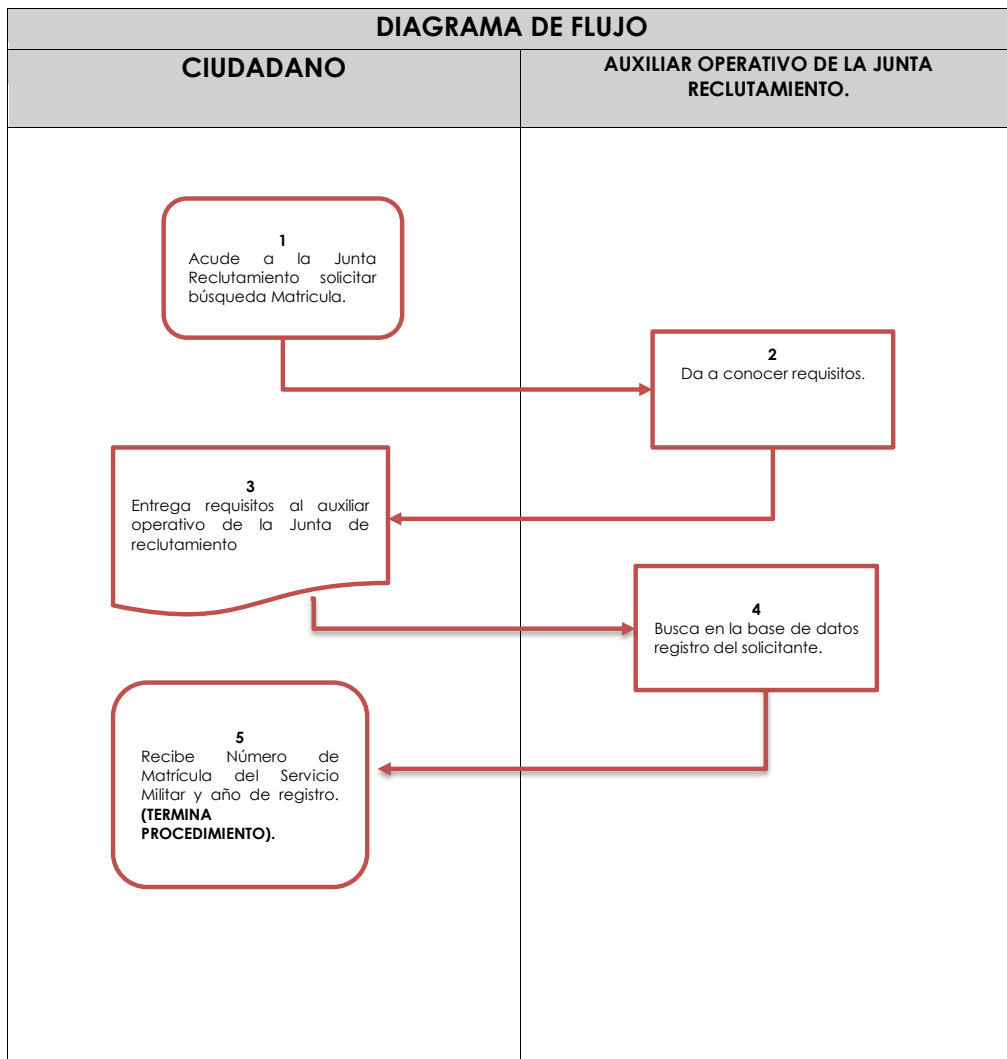 DIAGRAMA DE FLUJO
CIUDADANO
AUXILIAR OPERATIVO DE LA JUNTA
RECLUTAMIENTO.
1
Acude a la Junta
Reclutamiento solicitar
búsqueda Matricula.
2
Da a conocer requisitos.
3
Entrega requisitos al auxiliar
operativo de la Junta de
reclutamiento
4
Busca en la base de datos
registro del solicitante.
5
Recibe Número de
Matrícula del Servicio
Militar y año de registro.
(TERMINA
PROCEDIMIENTO).